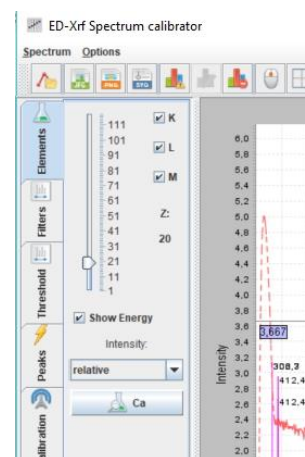 ED-Xrf Spectrum calibrator
Spectrum Options
JPG PNG SVG
Elements
Filters
Threshold
Peaks
111
101
91
81
71
61
51
41
31
21
11
1
K
L
M
Z:
20
Show Energy
Intensity:
relative
Ca
Intensity
6,0
5,8
5,6
5,4
5,2
5,0
4,8
4,6
4,4
4,2
4,0
3,8
3,6
3,4
3,2
3,0
2,8
2,6
2,4
2,2
2,0
3,667
308,3
412,4
412,4